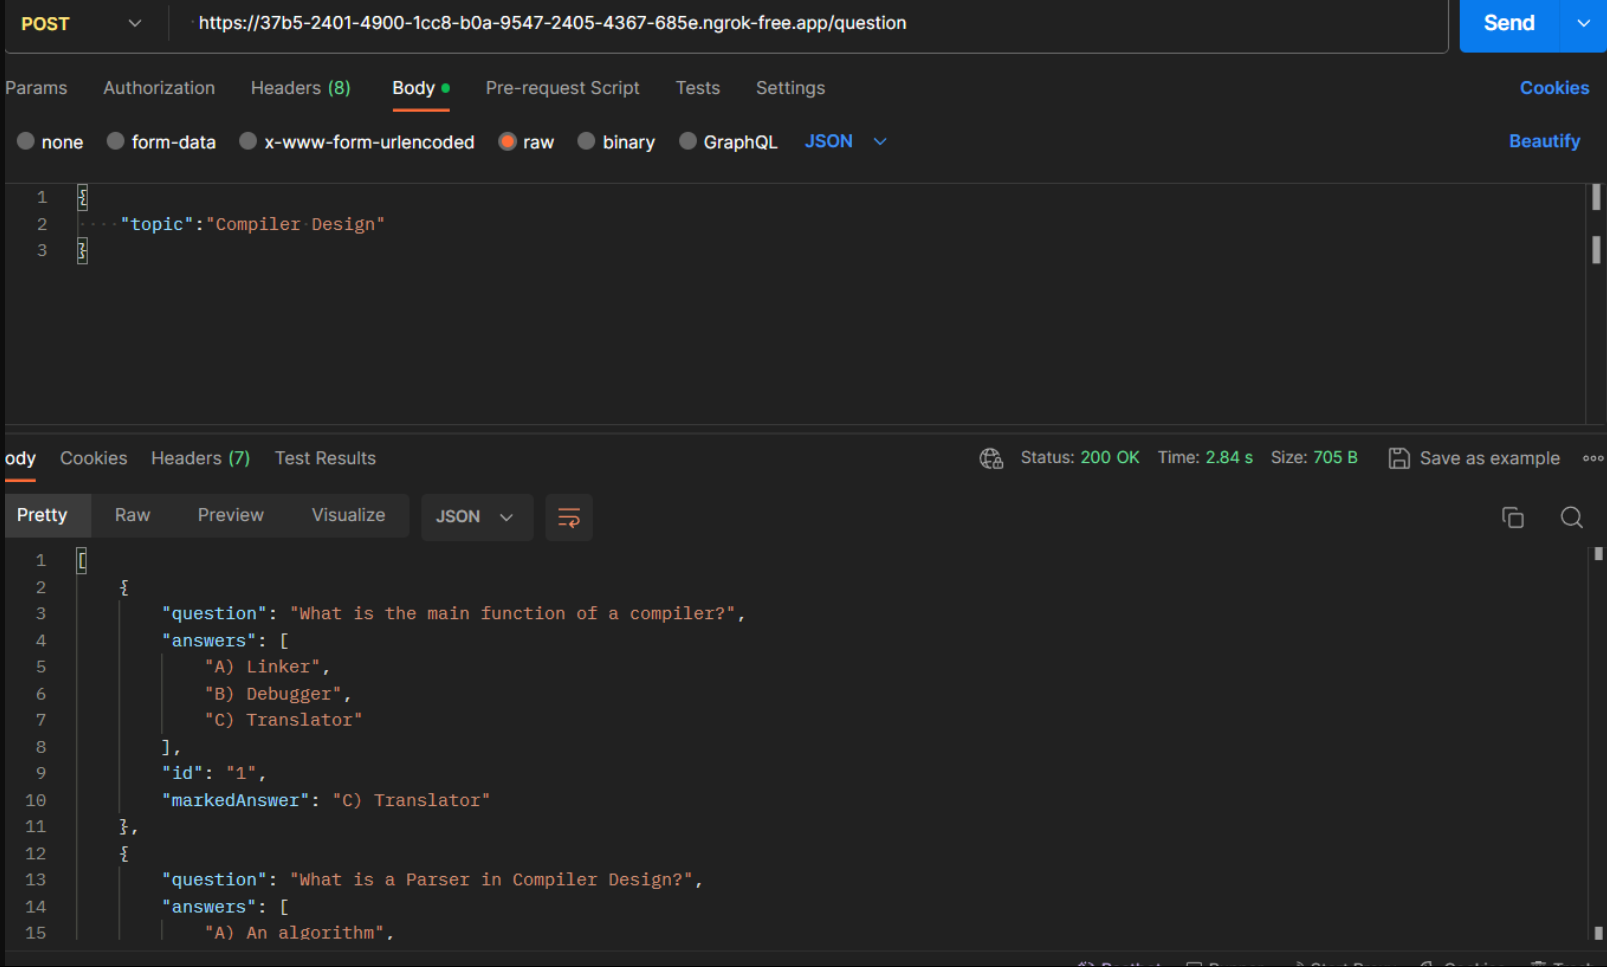 POST https://37b5-2401-4900-1cc8-b0a-9547-2405-4367-685e.ngrok-free.app/question Send
Params Authorization Headers (8) Body Pre-request Script Tests Settings Cookies
none form-data x-www-form-urlencoded raw binary GraphQL JSON Beautify
1 {
2 "topic":"Compiler Design"
3 }
ody Cookies Headers (7) Test Results Status: 200 OK Time: 2.84 s Size: 705 B Save as example
Pretty Raw Preview Visualize JSON
1 [
2 {
3 "question": "What is the main function of a compiler?",
4 "answers": [
5 "A) Linker",
6 "B) Debugger",
7 "C) Translator"
8 ],
9 "id": "1",
10 "markedAnswer": "C) Translator"
11 },
12 {
13 "question": "What is a Parser in Compiler Design?",
14 "answers": [
15 "A) An algorithm",